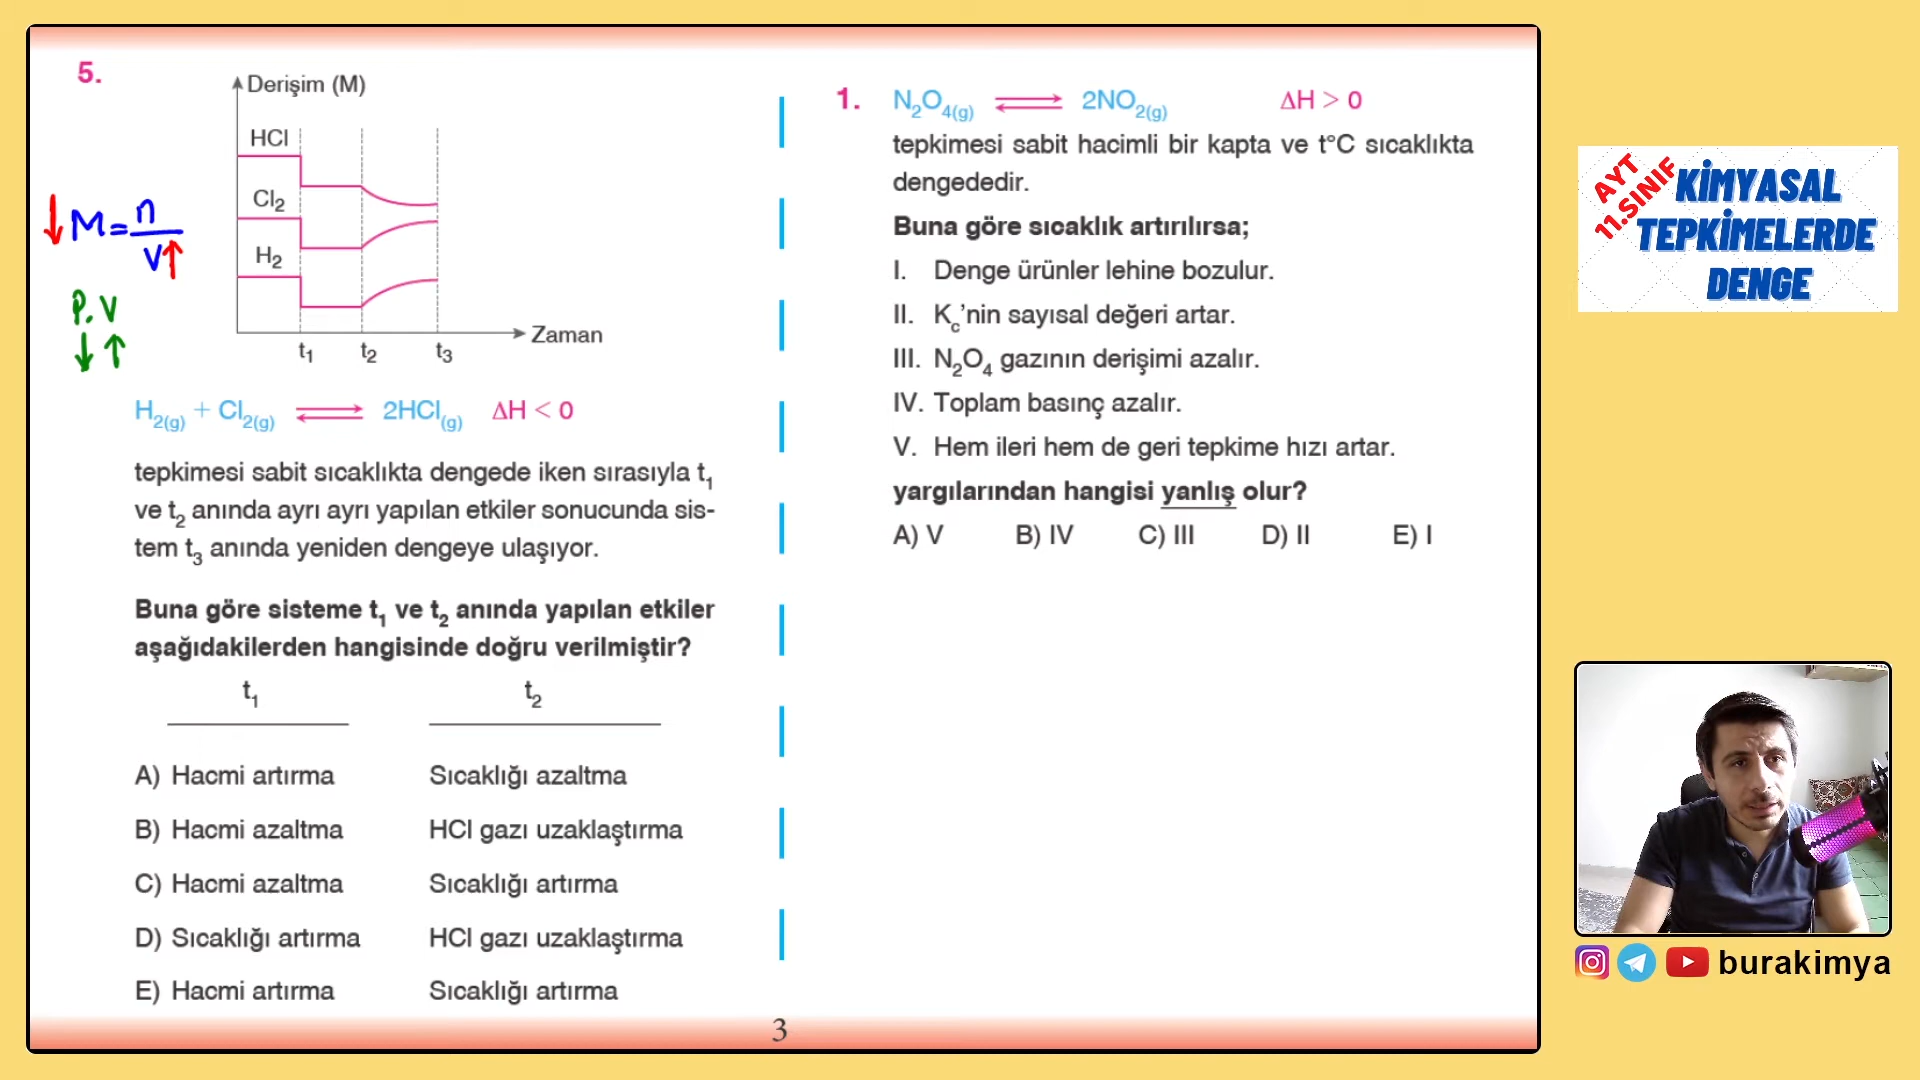 5.
Derişim (M)
HCl
Cl2
H2
Zaman
t1 t2 t3
↓M = n / V↑
P.V
↓ ↑
H2(g) + Cl2(g) ⇌ 2HCl(g) ΔH < 0
tepkimesi sabit sıcaklıkta dengede iken sırasıyla t1
ve t2 anında ayrı ayrı yapılan etkiler sonucunda sis-
tem t3 anında yeniden dengeye ulaşıyor.
Buna göre sisteme t1 ve t2 anında yapılan etkiler
aşağıdakilerden hangisinde doğru verilmiştir?
t1 t2
A) Hacmi artırma Sıcaklığı azaltma
B) Hacmi azaltma HCl gazı uzaklaştırma
C) Hacmi azaltma Sıcaklığı artırma
D) Sıcaklığı artırma HCl gazı uzaklaştırma
E) Hacmi artırma Sıcaklığı artırma
1. N2O4(g) ⇌ 2NO2(g) ΔH > 0
tepkimesi sabit hacimli bir kapta ve t°C sıcaklıkta
dengededir.
Buna göre sıcaklık artırılırsa;
I. Denge ürünler lehine bozulur.
II. Kc'nin sayısal değeri artar.
III. N2O4 gazının derişimi azalır.
IV. Toplam basınç azalır.
V. Hem ileri hem de geri tepkime hızı artar.
yargılarından hangisi yanlış olur?
A) V B) IV C) III D) II E) I
3
AYT
11.SINIF
KİMYASAL
TEPKİMELERDE
DENGE
burakimya